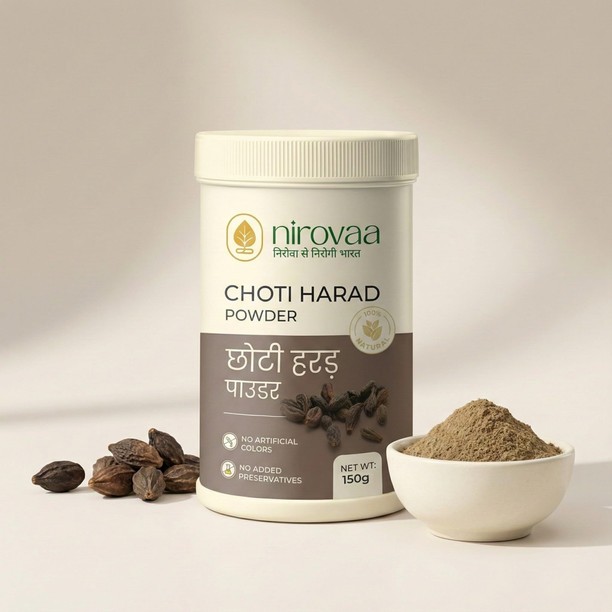 nirovaa
निरोवा से निरोगी भारत
CHOTI HARAD
POWDER
100%
NATURAL
छोटी हरड़
पाउडर
NO ARTIFICIAL
COLORS
NO ADDED
PRESERVATIVES
NET WT:
150g